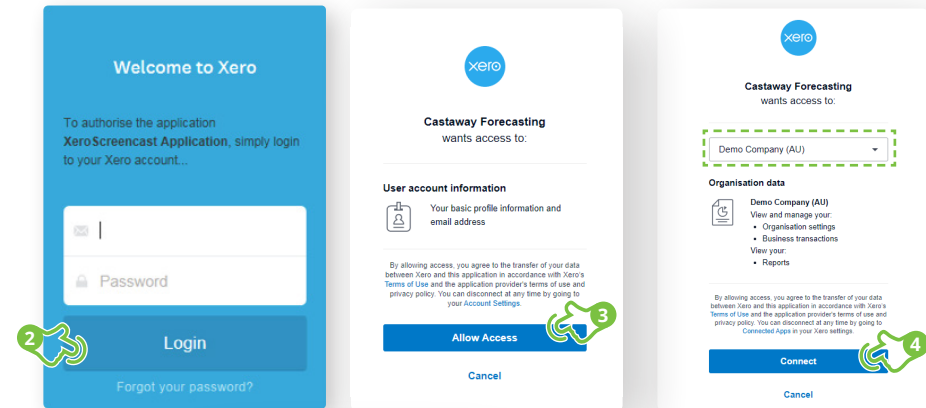 Welcome to Xero
To authorise the application
XeroScreencast Application, simply login
to your Xero account...
Password
2
Login
Forgot your password?
xero
Castaway Forecasting
wants access to:
User account information
Your basic profile information and
email address
By allowing access, you agree to the transfer of your data
between Xero and this application in accordance with Xero's
Terms of Use and the application provider's terms of use and
privacy policy. You can disconnect at any time by going to
your Account Settings.
3
Allow Access
Cancel
xero
Castaway Forecasting
wants access to:
Demo Company (AU)
Organisation data
Demo Company (AU)
View and manage your:
• Organisation settings
• Business transactions
View your:
• Reports
By allowing access, you agree to the transfer of your data
between Xero and this application in accordance with Xero's
Terms of Use and the application provider's terms of use and
privacy policy. You can disconnect at any time by going to
Connected Apps in your Xero settings.
4
Connect
Cancel